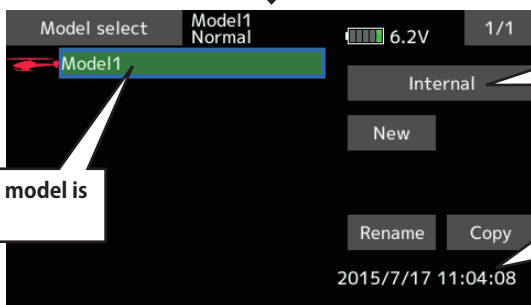 Model select
Model1
Normal
6.2V
1/1
Model1
Internal
New
model is
Rename
Copy
2015/7/17 11:04:08